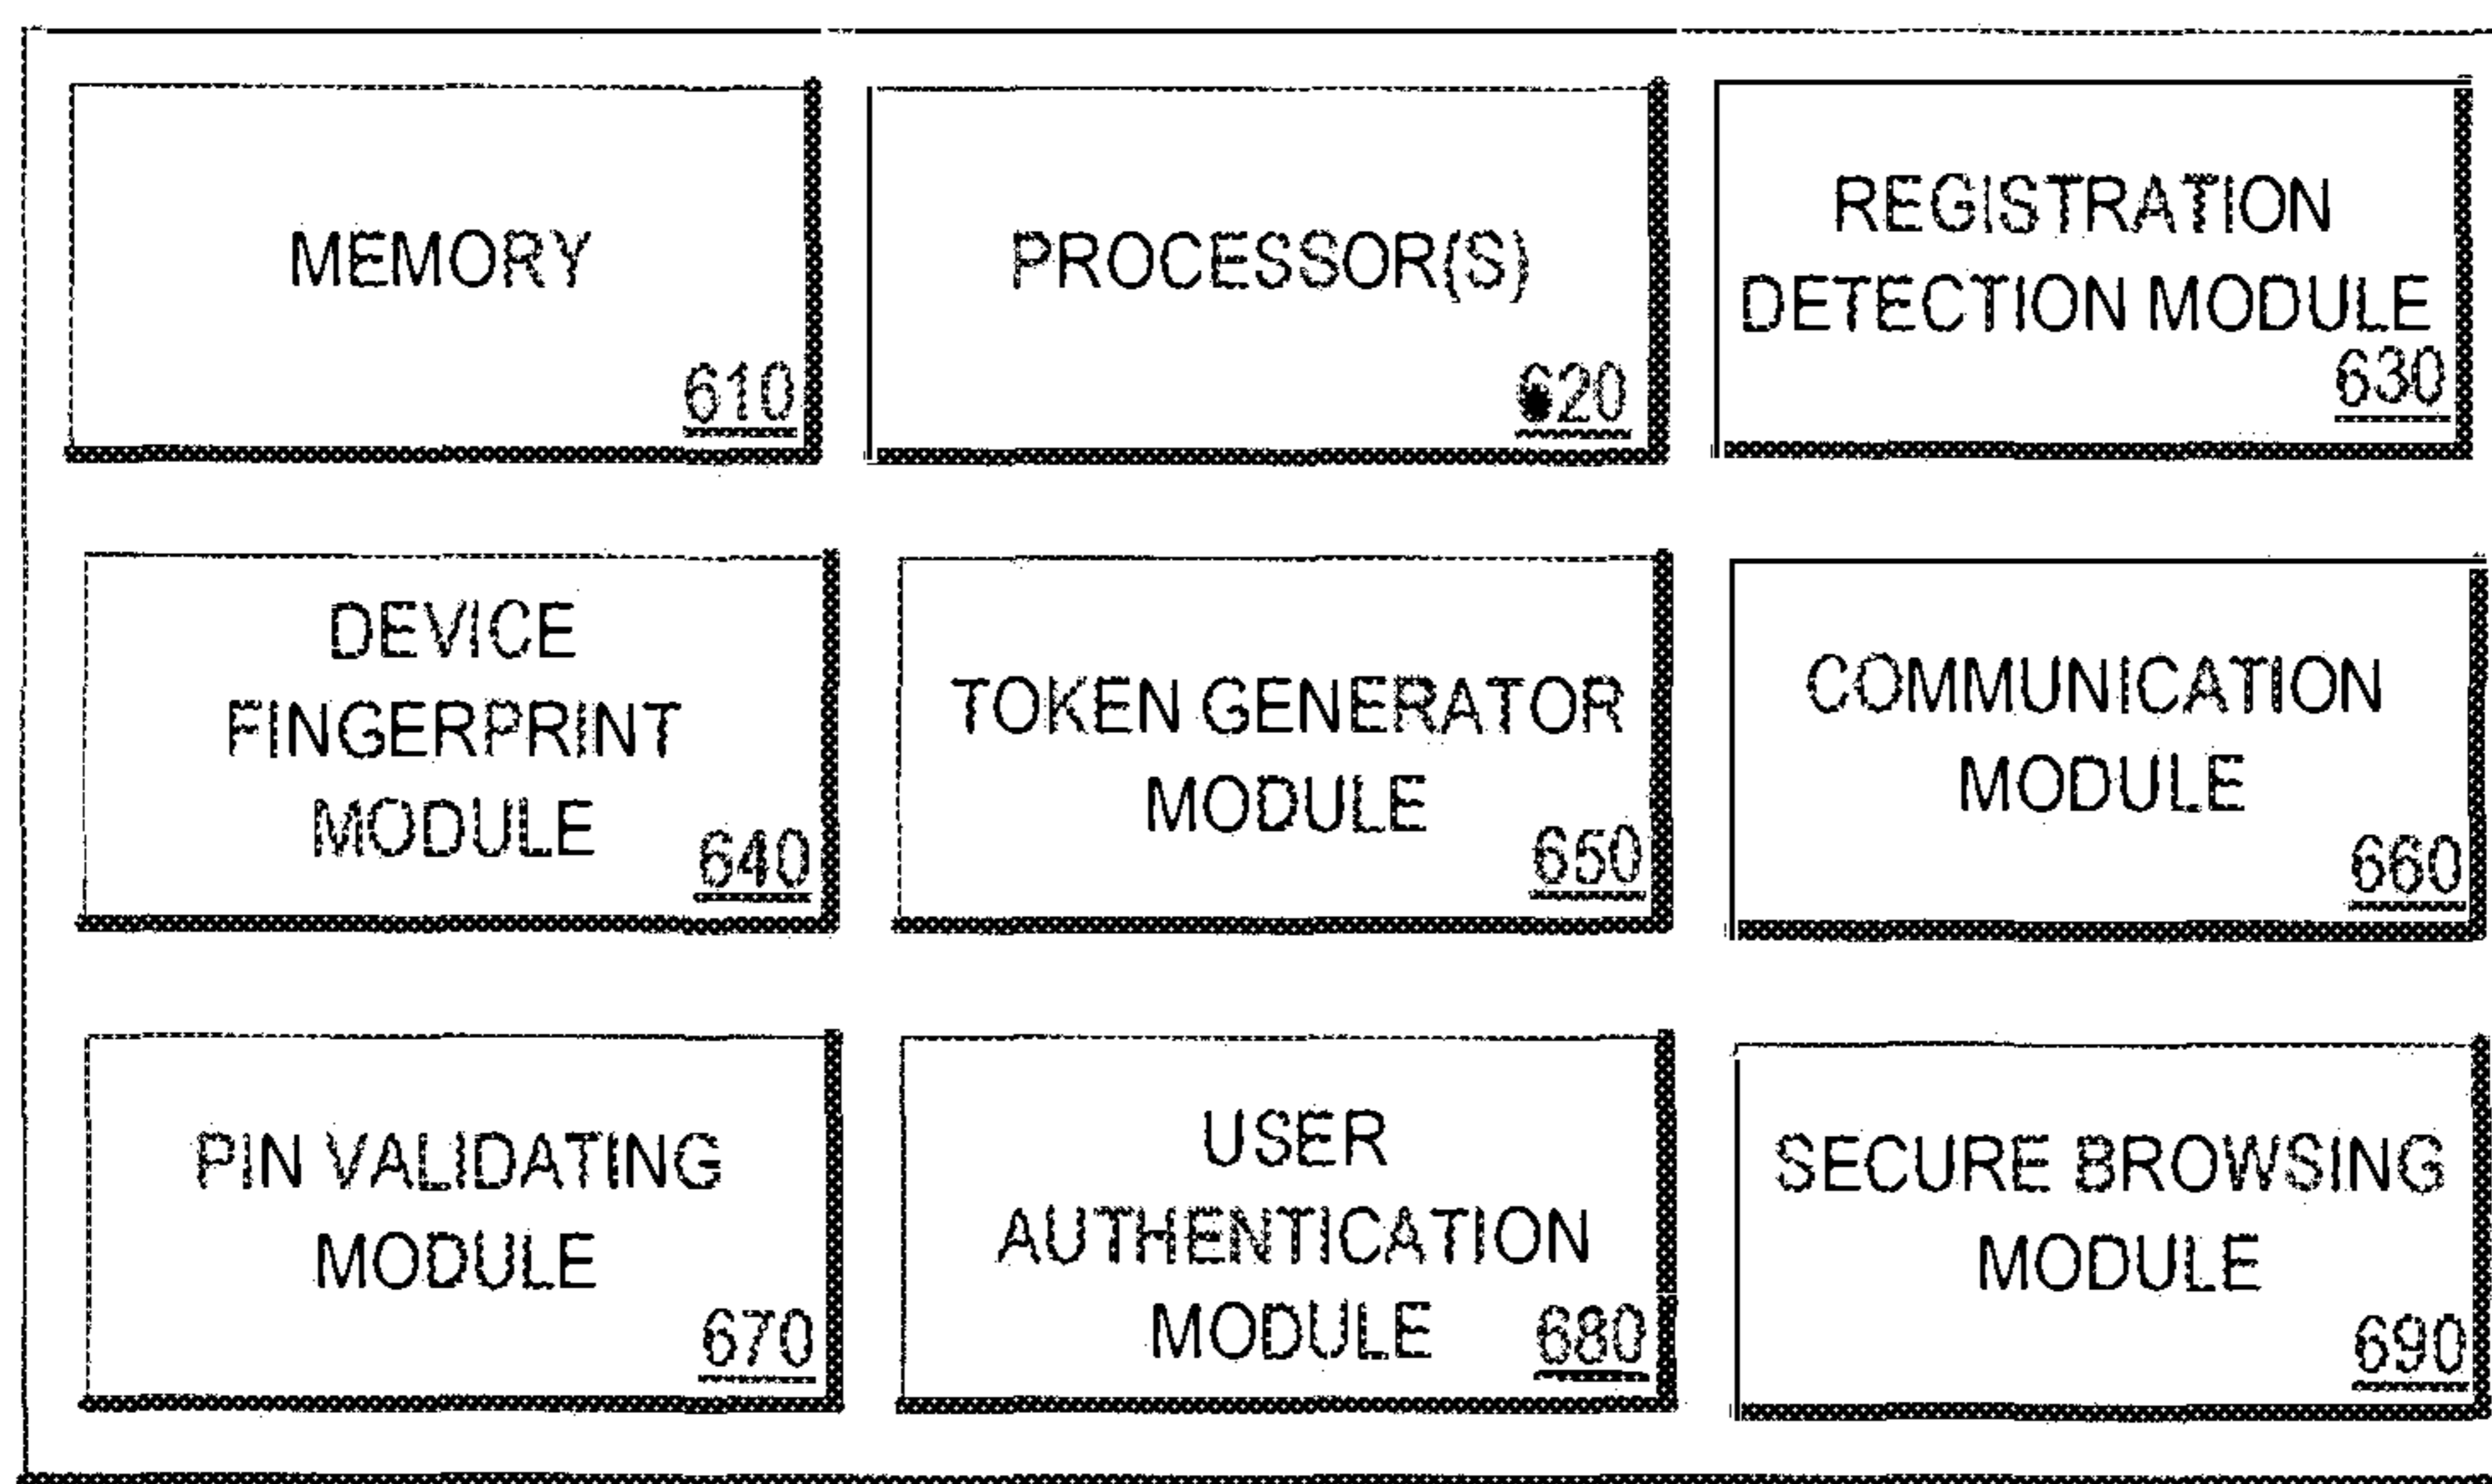 MEMORY
610
PROCESSOR(S)
620
REGISTRATION
DETECTION MODULE
630
DEVICE
FINGERPRINT
MODULE
640
TOKEN GENERATOR
MODULE
650
COMMUNICATION
MODULE
660
PIN VALIDATING
MODULE
670
USER
AUTHENTICATION
MODULE
680
SECURE BROWSING
MODULE
690